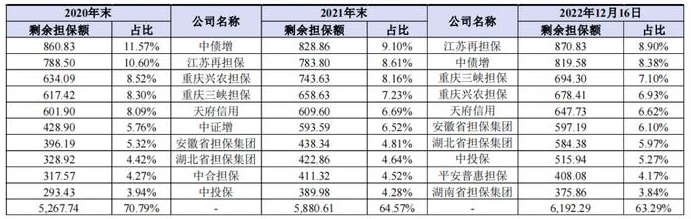 2020年末 公司名称 2021年末 公司名称 2022年12月16日
剩余担保额 占比 剩余担保额 占比 剩余担保额 占比
860.83 11.57% 中债增 828.86 9.10% 江苏再担保 870.83 8.90%
788.50 10.60% 江苏再担保 783.80 8.61% 中债增 819.58 8.38%
634.09 8.52% 重庆兴农担保 743.63 8.16% 重庆三峡担保 694.30 7.10%
617.42 8.30% 重庆三峡担保 658.63 7.23% 重庆兴农担保 678.41 6.93%
601.90 8.09% 天府信用 609.60 6.69% 天府信用 647.73 6.62%
428.90 5.76% 中证增 593.59 6.52% 安徽省担保集团 597.19 6.10%
396.19 5.32% 安徽省担保集团 438.34 4.81% 湖北省担保集团 584.38 5.97%
328.92 4.42% 湖北省担保集团 422.86 4.64% 中投保 515.94 5.27%
317.57 4.27% 中合担保 411.32 4.52% 平安普惠担保 408.08 4.17%
293.43 3.94% 中投保 389.98 4.28% 湖南省担保集团 375.86 3.84%
5,267.74 70.79% - 5,880.61 64.57% - 6,192.29 63.29%